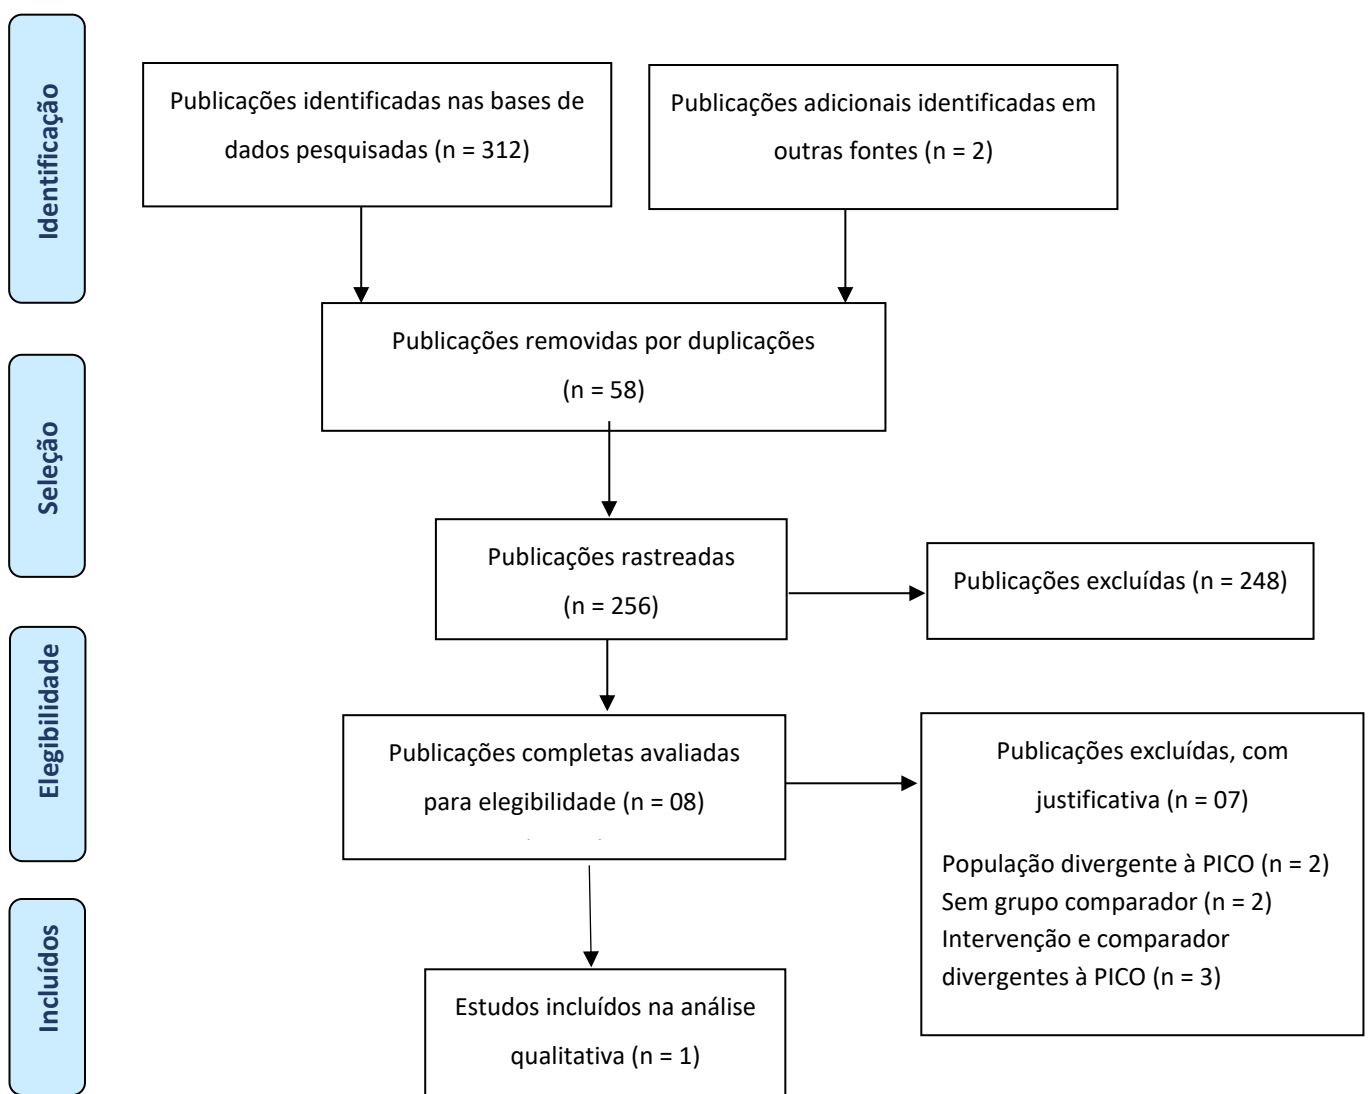 Identificação
Publicações identificadas nas bases de
dados pesquisadas (n = 312)
Publicações adicionais identificadas em
outras fontes (n = 2)
Publicações removidas por duplicações
(n = 58)
Seleção
Publicações rastreadas
(n = 256)
Publicações excluídas (n = 248)
Elegibilidade
Publicações completas avaliadas
para elegibilidade (n = 08)
Publicações excluídas, com
justificativa (n = 07)
População divergente à PICO (n = 2)
Sem grupo comparador (n = 2)
Intervenção e comparador
divergentes à PICO (n = 3)
Incluídos
Estudos incluídos na análise
qualitativa (n = 1)